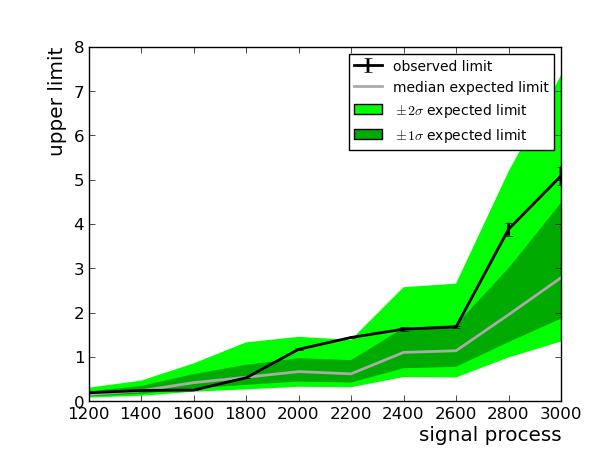 8
7
6
5
4
3
2
1
0
upper limit
observed limit
median expected limit
±2σ expected limit
±1σ expected limit
1200 1400 1600 1800 2000 2200 2400 2600 2800 3000
signal process